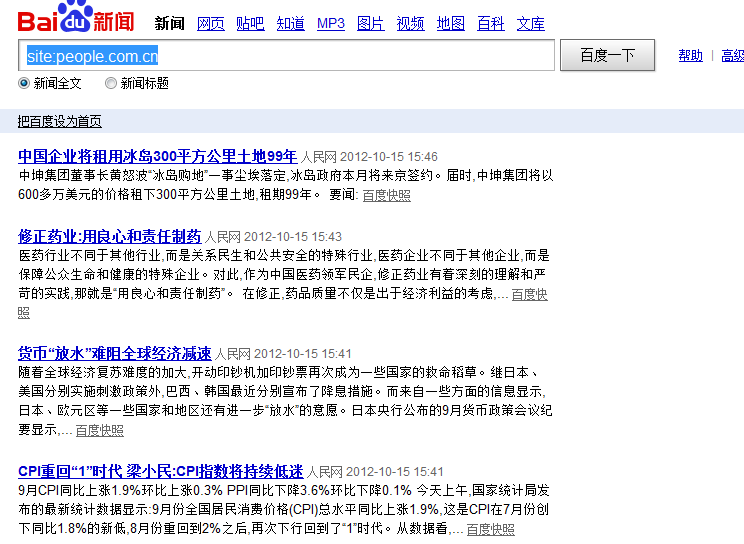 Bai du 新闻 新闻 网页 贴吧 知道 MP3 图片 视频 地图 百科 文库
site:people.com.cn 百度一下 帮助 | 高级
新闻全文 新闻标题
把百度设为首页
中国企业将租用冰岛300平方公里土地99年 人民网 2012-10-15 15:46
中坤集团董事长黄怒波“冰岛购地”一事尘埃落定,冰岛政府本月将来京签约。届时,中坤集团将以
600多万美元的价格租下300平方公里土地,租期99年。 要闻: 百度快照
修正药业:用良心和责任制药 人民网 2012-10-15 15:43
医药行业不同于其他行业,而是关系民生和公共安全的特殊行业,医药企业不同于其他企业,而是
保障公众生命和健康的特殊企业。对此,作为中国医药领军民企,修正药业有着深刻的理解和严
苛的实践,那就是“用良心和责任制药”。 在修正,药品质量不仅是出于经济利益的考虑,... 百度快
照
货币“放水”难阻全球经济减速 人民网 2012-10-15 15:41
随着全球经济复苏难度的加大,开动印钞机加印钞票再次成为一些国家的救命稻草。继日本、
美国分别实施刺激政策外,巴西、韩国最近分别宣布了降息措施。而来自一些方面的信息显示,
日本、欧元区等一些国家和地区还有进一步“放水”的意愿。日本央行公布的9月货币政策会议纪
要显示,... 百度快照
CPI重回“1”时代 梁小民:CPI指数将持续低迷 人民网 2012-10-15 15:41
9月CPI同比上涨1.9%环比上涨0.3% PPI同比下降3.6%环比下降0.1% 今天上午,国家统计局发
布的最新统计数据显示:9月份全国居民消费价格(CPI)总水平同比上涨1.9%,这是CPI在7月份创
下同比1.8%的新低,8月份重回到2%之后,再次下行回到了“1”时代。从数据看,... 百度快照